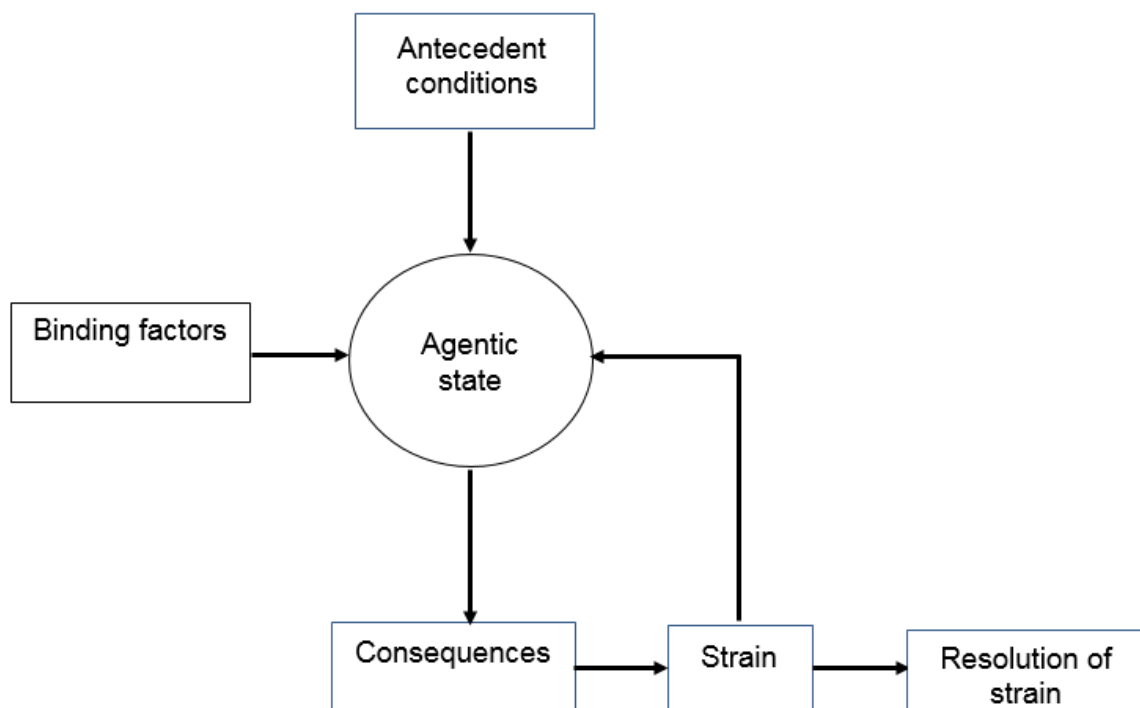 Antecedent
conditions
Binding factors
Agentic
state
Consequences
Strain
Resolution of
strain